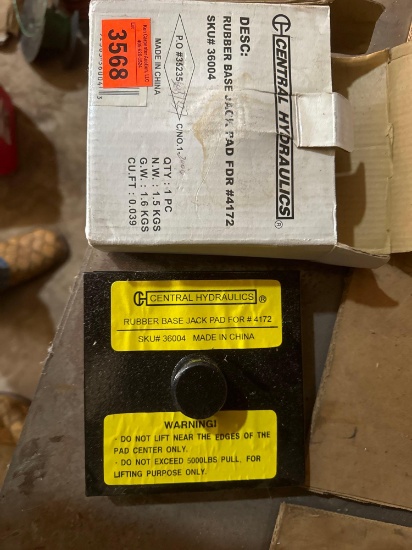 CENTRAL HYDRAULICS ®
DESC:
RUBBER BASE JACK PAD FDR #4172
SKU# 36004
P.O #35235
C/NO.1-
MADE IN CHINA
QTY : 1 PC
N.W. : 1.5 KGS
G.W. : 1.6 KGS
CU.FT : 0.039
3568
CENTRAL HYDRAULICS ®
RUBBER BASE JACK PAD FOR # 4172
SKU# 36004 MADE IN CHINA
WARNING!
· DO NOT LIFT NEAR THE EDGES OF THE
PAD CENTER ONLY.
· DO NOT EXCEED 5000LBS PULL, FOR
LIFTING PURPOSE ONLY.